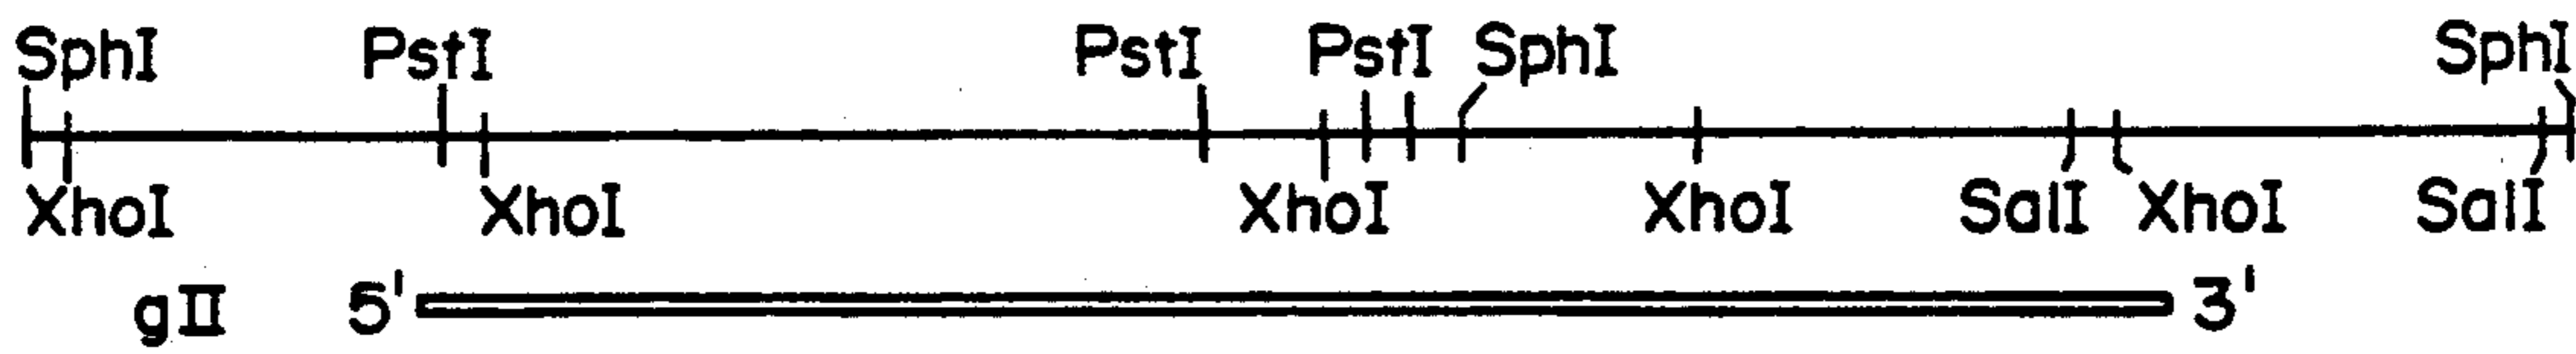 SphI PstI PstI PstI SphI SphI
XhoI XhoI XhoI XhoI SalI XhoI SalI
gII 5' 3'